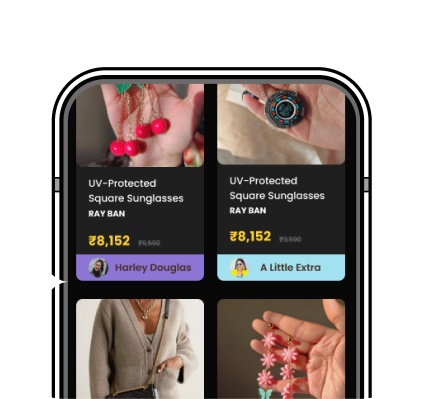 UV-Protected
Square Sunglasses
RAY BAN
₹8,152 ₹9,590
Harley Douglas
UV-Protected
Square Sunglasses
RAY BAN
₹8,152 ₹9,590
A Little Extra